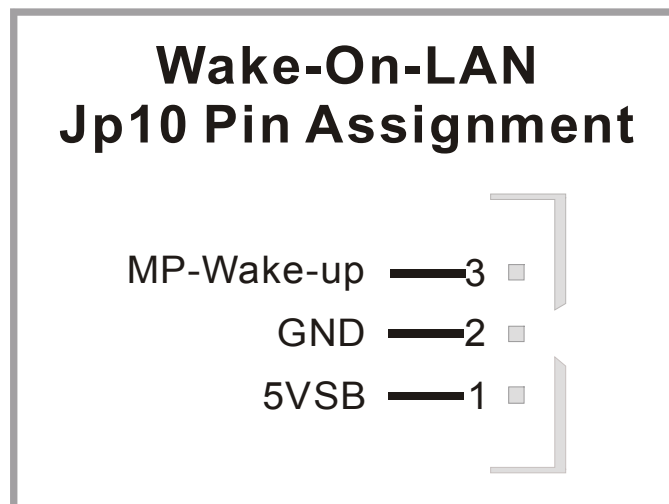 Wake-On-LAN
Jp10 Pin Assignment
MP-Wake-up 3
GND 2
5VSB 1